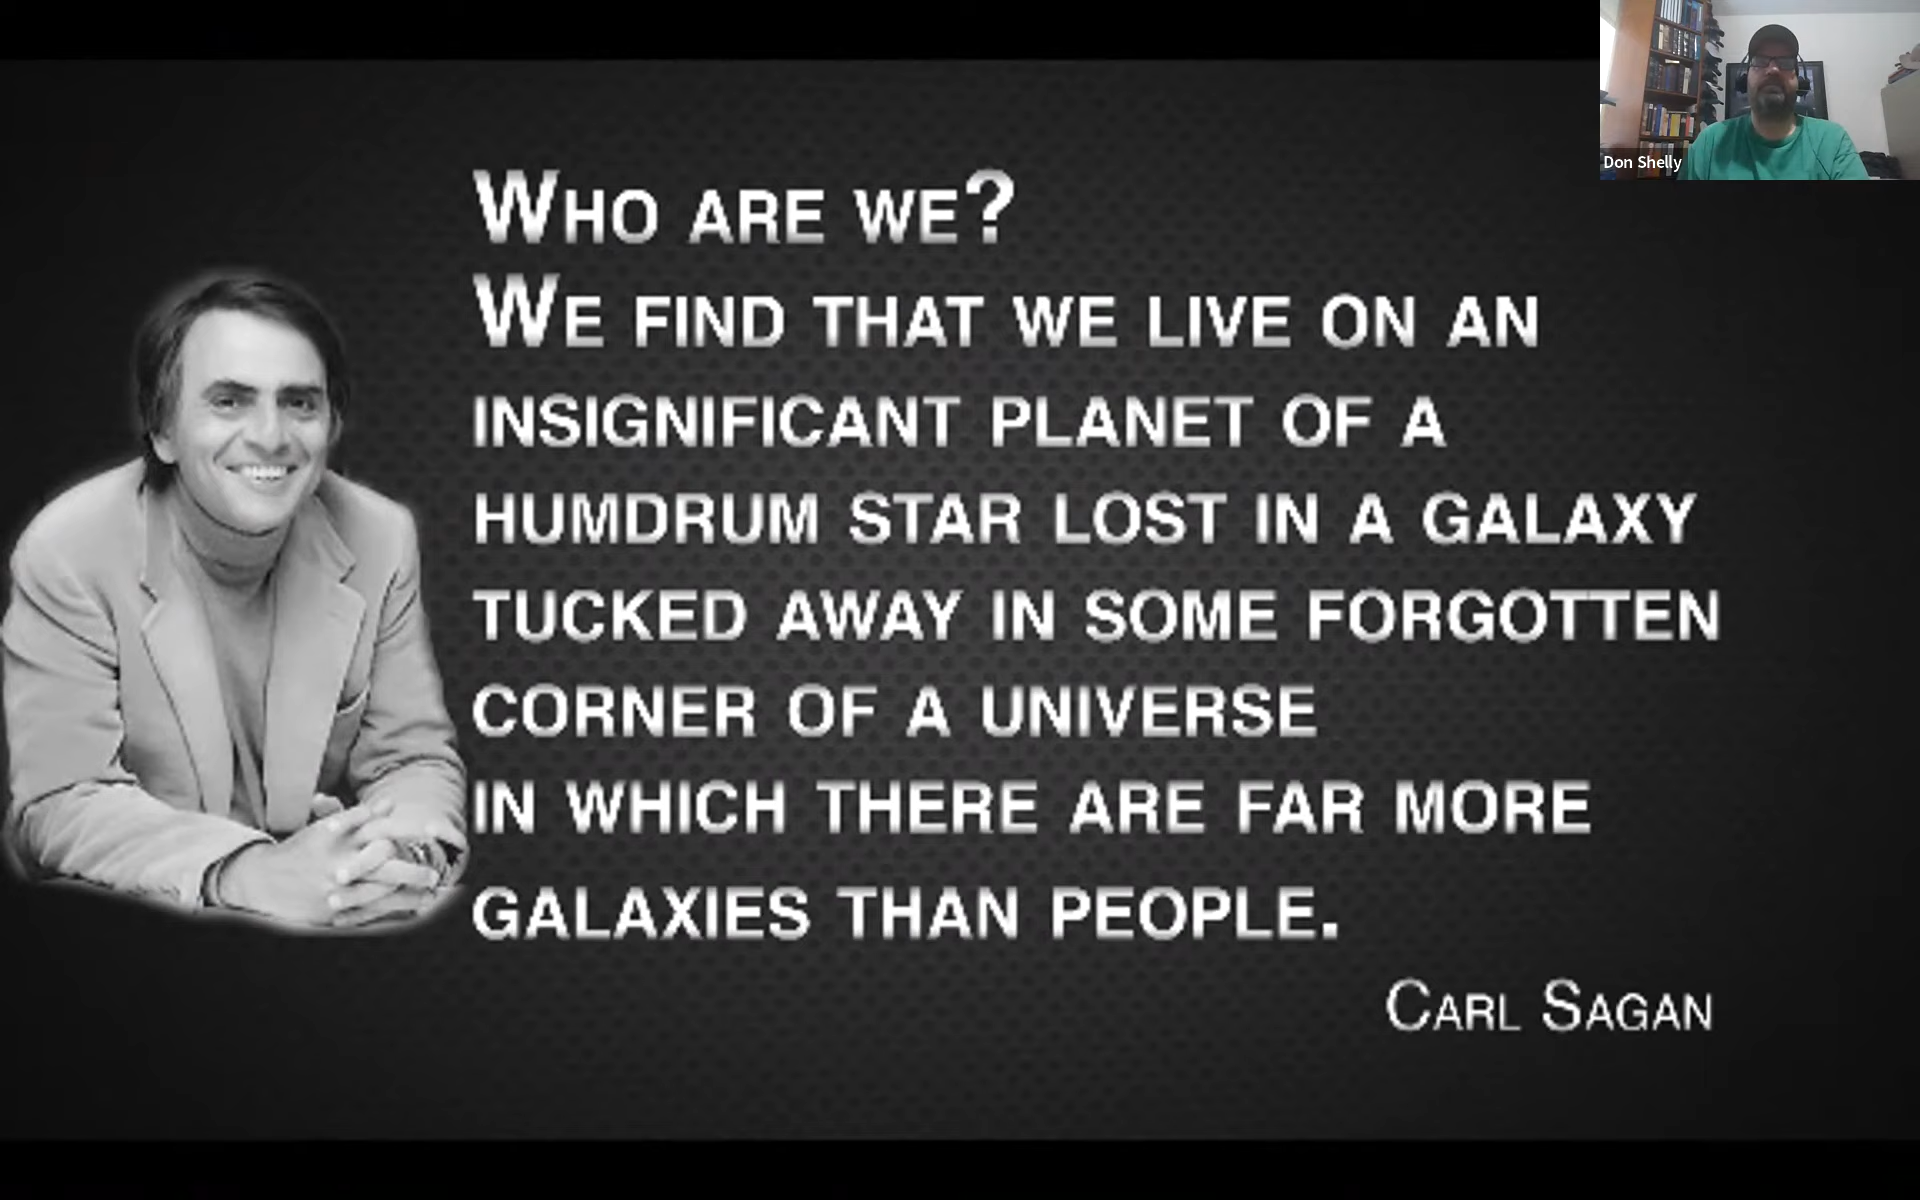 Don Shelly
Who are we?
We find that we live on an
insignificant planet of a
humdrum star lost in a galaxy
tucked away in some forgotten
corner of a universe
in which there are far more
galaxies than people.
Carl Sagan